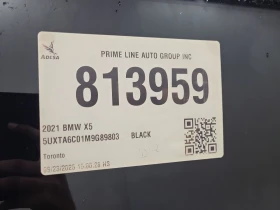 ADESA
PRIME LINE AUTO GROUP INC
813959
2021 BMW X5
5UXTA6C01M9G89803 BLACK
Toronto